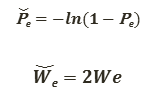 P̆ₑ = −ln(1 − Pₑ)
W̆ₑ = 2We